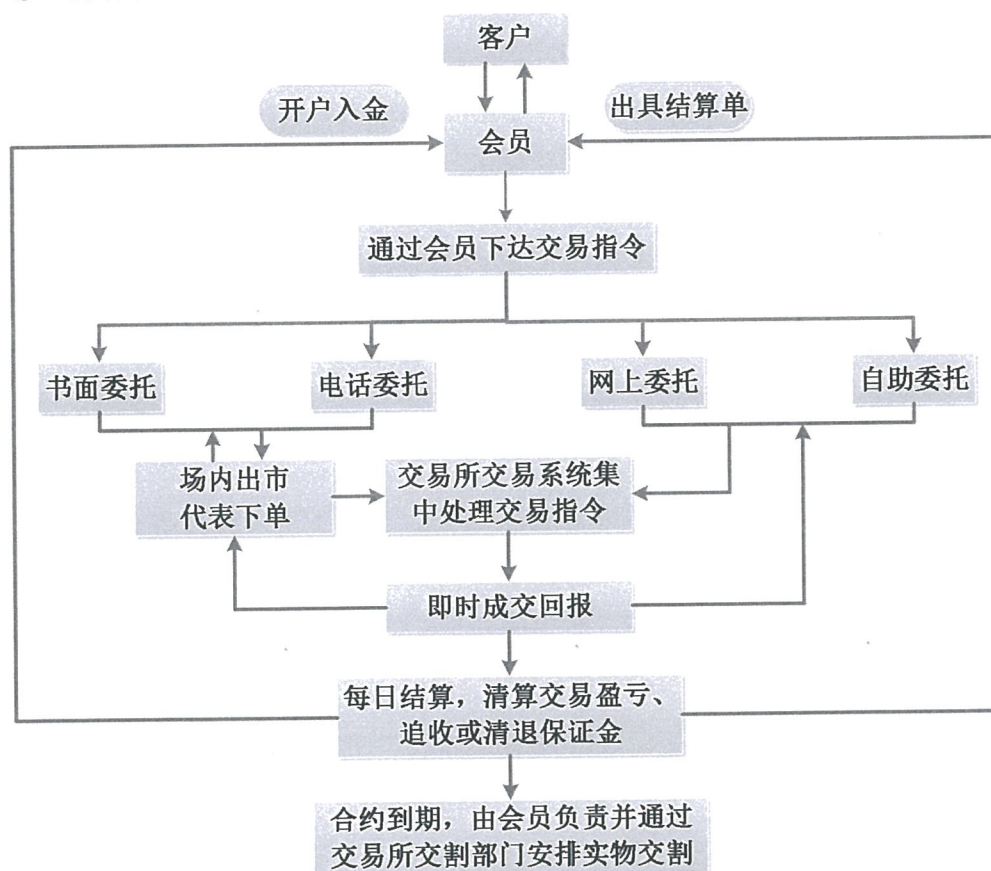 客户
开户入金
出具结算单
会员
通过会员下达交易指令
书面委托
电话委托
网上委托
自助委托
场内出市
代表下单
交易所交易系统集
中处理交易指令
即时成交回报
每日结算，清算交易盈亏、
追收或清退保证金
合约到期，由会员负责并通过
交易所交割部门安排实物交割